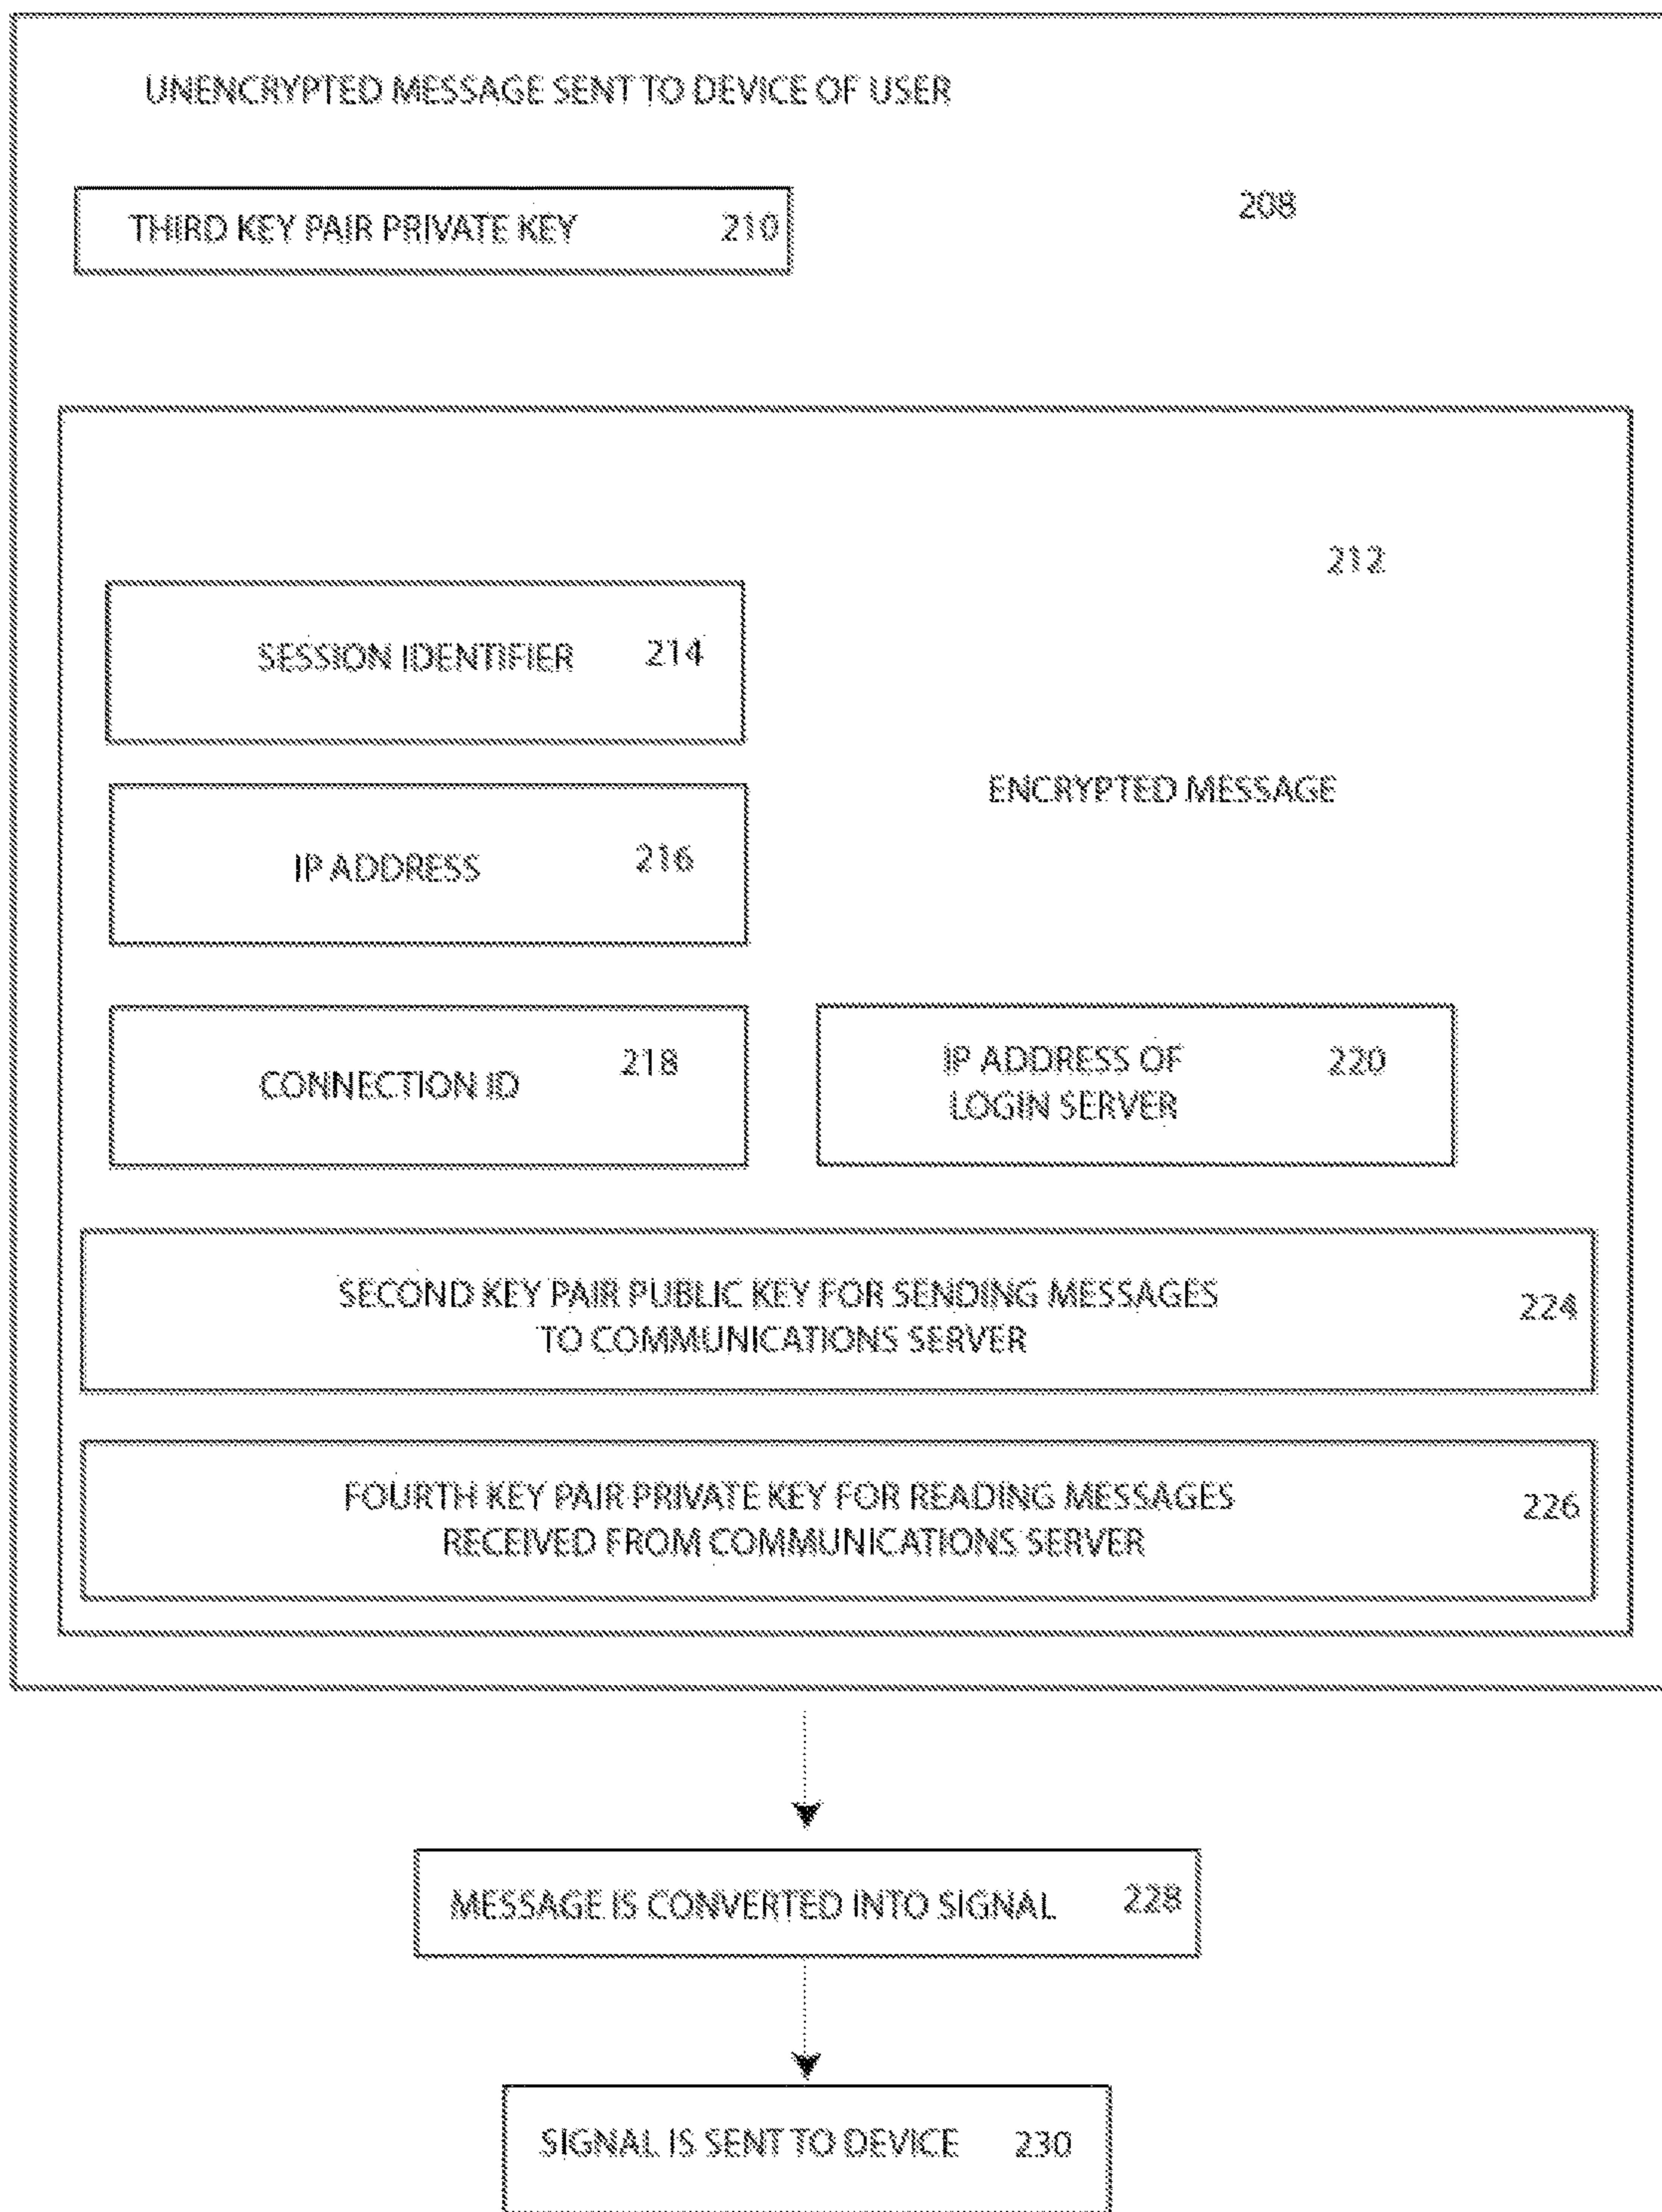 UNENCRYPTED MESSAGE SENT TO DEVICE OF USER
THIRD KEY PAIR PRIVATE KEY 210
208
212
SESSION IDENTIFIER 214
ENCRYPTED MESSAGE
IP ADDRESS 216
CONNECTION ID 218
IP ADDRESS OF 220
LOGIN SERVER
SECOND KEY PAIR PUBLIC KEY FOR SENDING MESSAGES 224
TO COMMUNICATIONS SERVER
FOURTH KEY PAIR PRIVATE KEY FOR READING MESSAGES 226
RECEIVED FROM COMMUNICATIONS SERVER
MESSAGE IS CONVERTED INTO SIGNAL 228
SIGNAL IS SENT TO DEVICE 230